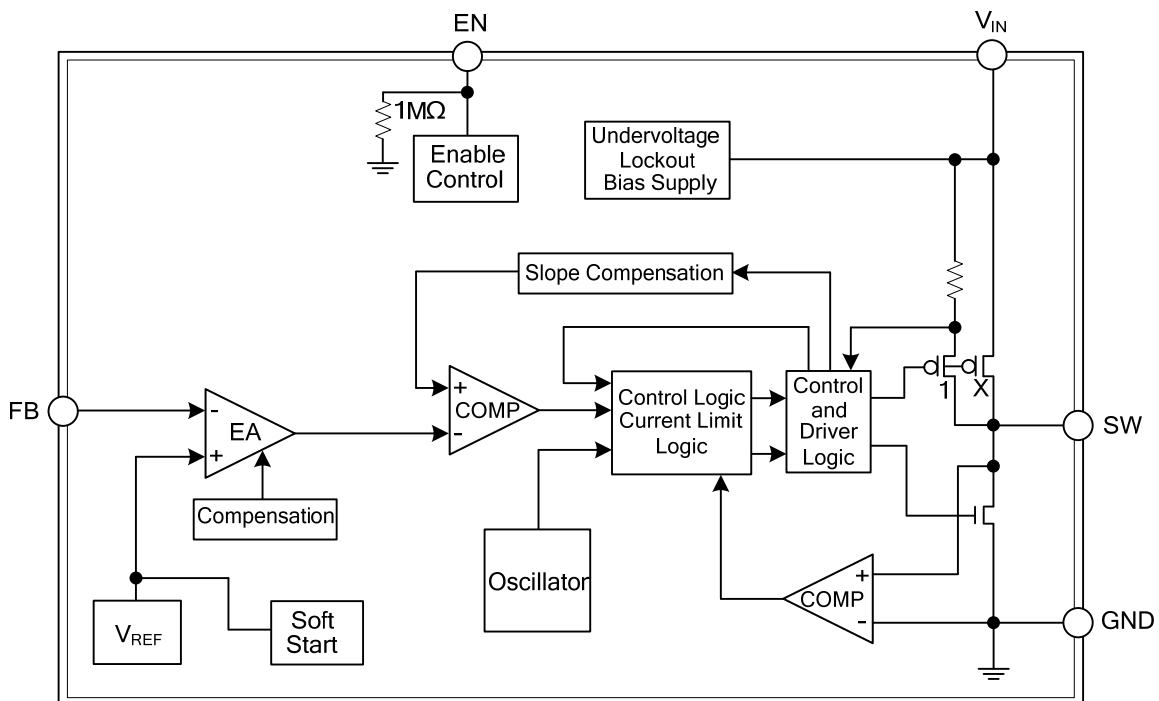 EN
VIN
1MΩ
Enable
Control
Undervoltage
Lockout
Bias Supply
Slope Compensation
FB
-
EA
+
Compensation
+
COMP
-
Control Logic
Current Limit
Logic
Control
and
Driver
Logic
1
X
SW
Oscillator
+
COMP
-
GND
VREF
Soft
Start